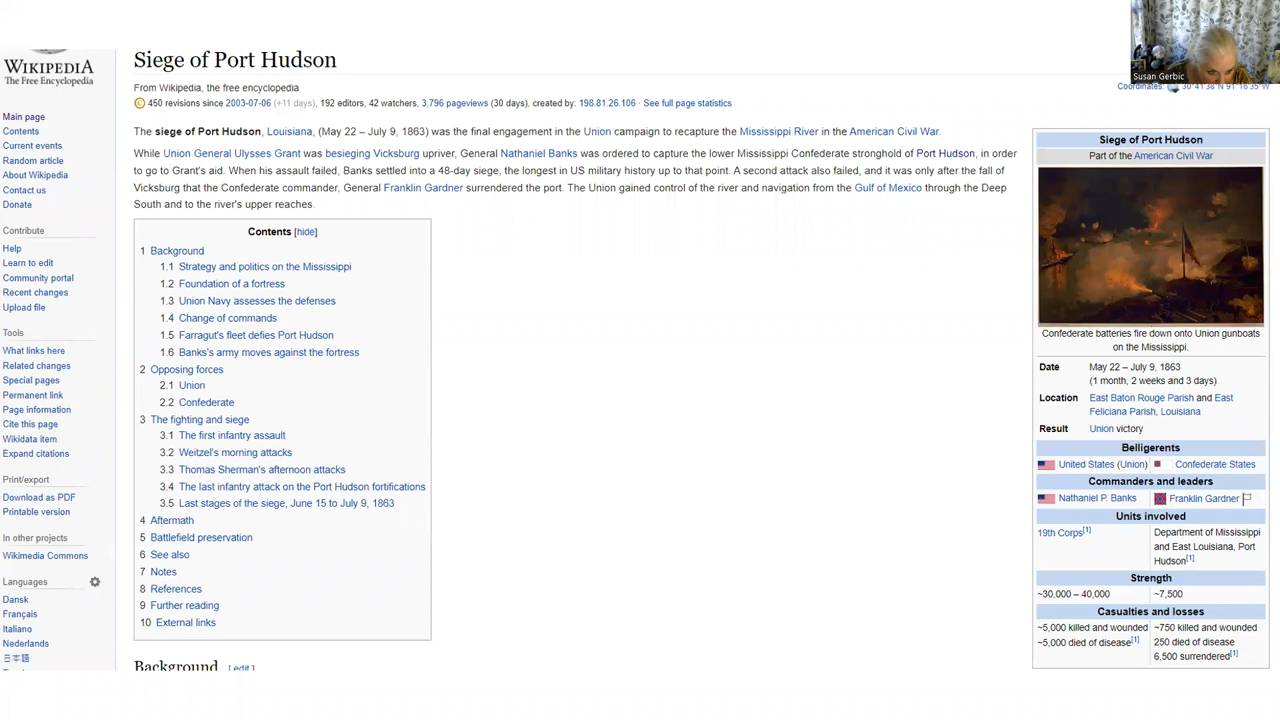 Siege of Port Hudson
Susan Gerbic
WIKIPEDIA
The Free Encyclopedia
From Wikipedia, the free encyclopedia
Coordinates: 30°41′38″N 91°16′35″W
450 revisions since 2003-07-06 (+11 days), 192 editors, 42 watchers, 3,796 pageviews (30 days), created by: 198.81.26.106 · See full page statistics
Main page
Contents
Current events
Random article
About Wikipedia
Contact us
Donate
Contribute
Help
Learn to edit
Community portal
Recent changes
Upload file
Tools
What links here
Related changes
Special pages
Permanent link
Page information
Cite this page
Wikidata item
Expand citations
Print/export
Download as PDF
Printable version
In other projects
Wikimedia Commons
Languages
Dansk
Français
Italiano
Nederlands
日本語
The siege of Port Hudson, Louisiana, (May 22 – July 9, 1863) was the final engagement in the Union campaign to recapture the Mississippi River in the American Civil War.
While Union General Ulysses Grant was besieging Vicksburg upriver, General Nathaniel Banks was ordered to capture the lower Mississippi Confederate stronghold of Port Hudson, in order
to go to Grant's aid. When his assault failed, Banks settled into a 48-day siege, the longest in US military history up to that point. A second attack also failed, and it was only after the fall of
Vicksburg that the Confederate commander, General Franklin Gardner surrendered the port. The Union gained control of the river and navigation from the Gulf of Mexico through the Deep
South and to the river's upper reaches.
Contents [hide]
1 Background
1.1 Strategy and politics on the Mississippi
1.2 Foundation of a fortress
1.3 Union Navy assesses the defenses
1.4 Change of commands
1.5 Farragut's fleet defies Port Hudson
1.6 Banks's army moves against the fortress
2 Opposing forces
2.1 Union
2.2 Confederate
3 The fighting and siege
3.1 The first infantry assault
3.2 Weitzel's morning attacks
3.3 Thomas Sherman's afternoon attacks
3.4 The last infantry attack on the Port Hudson fortifications
3.5 Last stages of the siege, June 15 to July 9, 1863
4 Aftermath
5 Battlefield preservation
6 See also
7 Notes
8 References
9 Further reading
10 External links
Background [edit]
Siege of Port Hudson
Part of the American Civil War
Confederate batteries fire down onto Union gunboats
on the Mississippi.
Date May 22 – July 9, 1863
(1 month, 2 weeks and 3 days)
Location East Baton Rouge Parish and East
Feliciana Parish, Louisiana
Result Union victory
Belligerents
United States (Union) Confederate States
Commanders and leaders
Nathaniel P. Banks Franklin Gardner
Units involved
19th Corps[1] Department of Mississippi
and East Louisiana, Port
Hudson[1]
Strength
~30,000 – 40,000 ~7,500
Casualties and losses
~5,000 killed and wounded ~750 killed and wounded
~5,000 died of disease[1] 250 died of disease
6,500 surrendered[1]